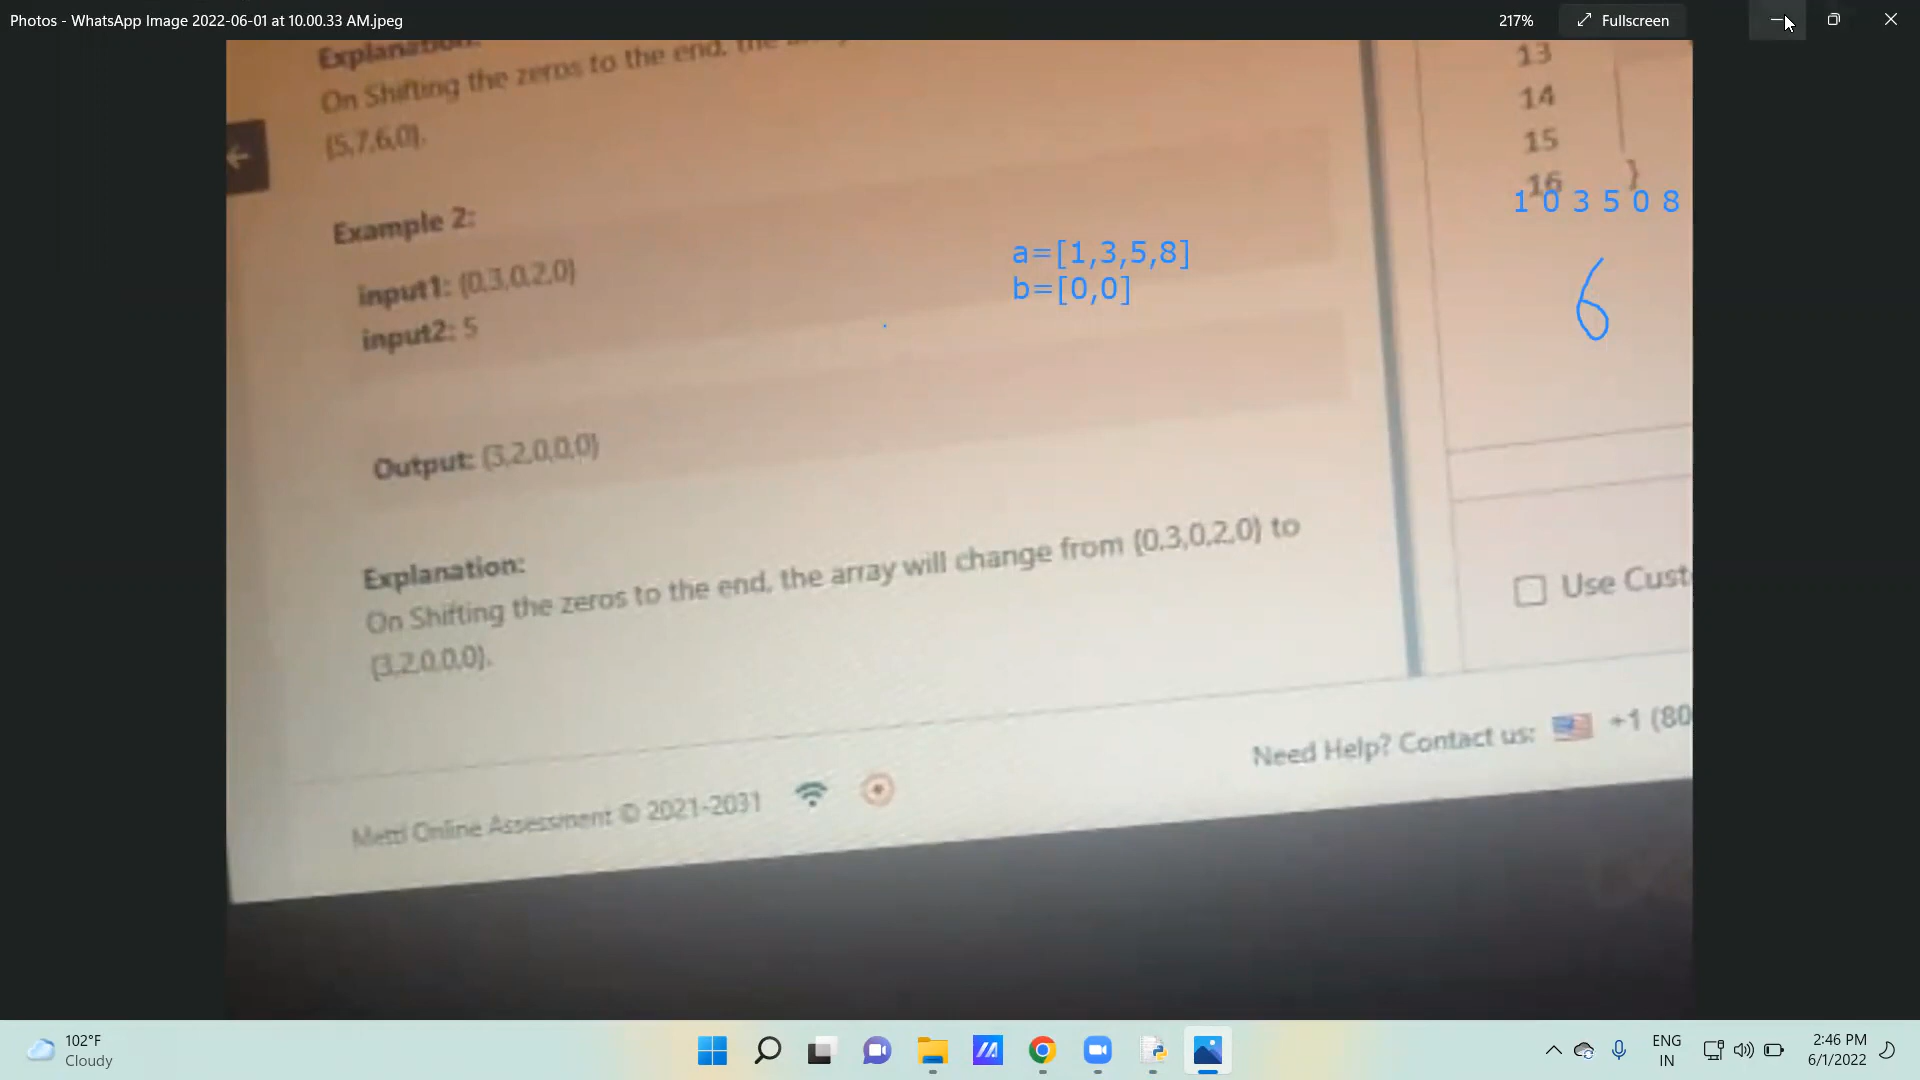 Photos - WhatsApp Image 2022-06-01 at 10.00.33 AM.jpeg
217%
Fullscreen
Explanation:
On Shifting the zeros to the end, the
{5,7,6,0}.
Example 2:
input1: {0,3,0,2,0}
input2: 5
Output: {3,2,0,0,0}
Explanation:
On Shifting the zeros to the end, the array will change from {0,3,0,2,0} to
{3,2,0,0,0}.
a=[1,3,5,8]
b=[0,0]
13
14
15
16 }
1 0 3 5 0 8
6
Use Cust
Need Help? Contact us: +1 (80
Mettl Online Assessment © 2021-2031
102°F
Cloudy
ENG
IN
2:46 PM
6/1/2022